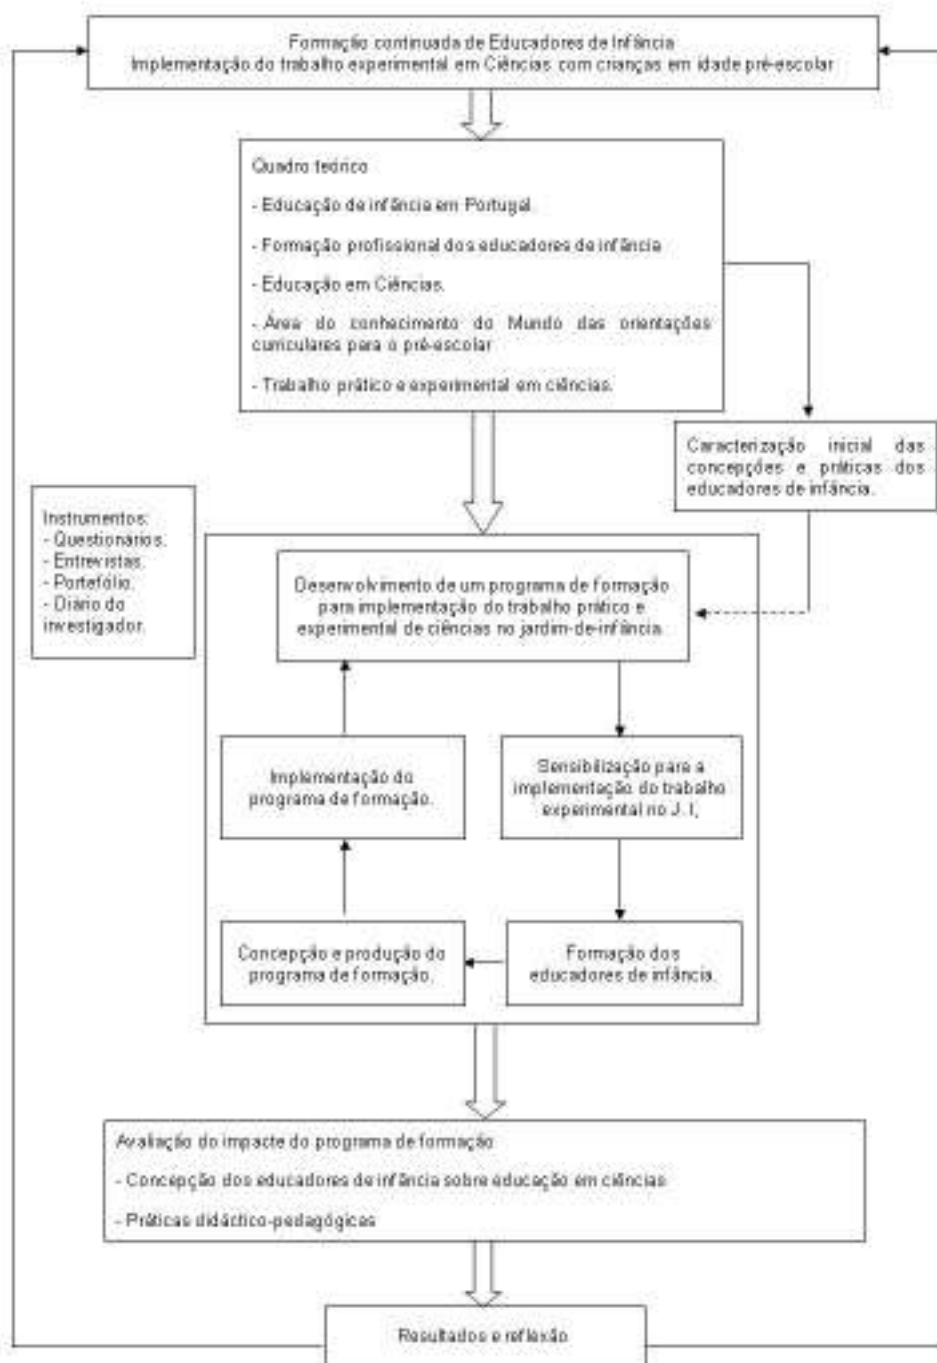 Formação continuada de Educadores de Infância
Implementação do trabalho experimental em Ciências com crianças em idade pré-escolar
Quadro teórico
- Educação de infância em Portugal.
- Formação profissional dos educadores de infância
- Educação em Ciências.
- Área do conhecimento do Mundo das orientações
curriculares para o pré-escolar
- Trabalho prático e experimental em ciências.
Caracterização inicial das
concepções e práticas dos
educadores de infância.
Instrumentos:
- Questionários.
- Entrevistas.
- Portefólio.
- Diário do
investigador.
Desenvolvimento de um programa de formação
para implementação do trabalho prático e
experimental de ciências no jardim-de-infância.
Implementação do
programa de formação.
Sensibilização para a
implementação do trabalho
experimental no J. I,
Concepção e produção do
programa de formação.
Formação dos
educadores de infância.
Avaliação do impacte do programa de formação
- Concepção dos educadores de infância sobre educação em ciências
- Práticas didáctico-pedagógicas
Resultados e reflexão